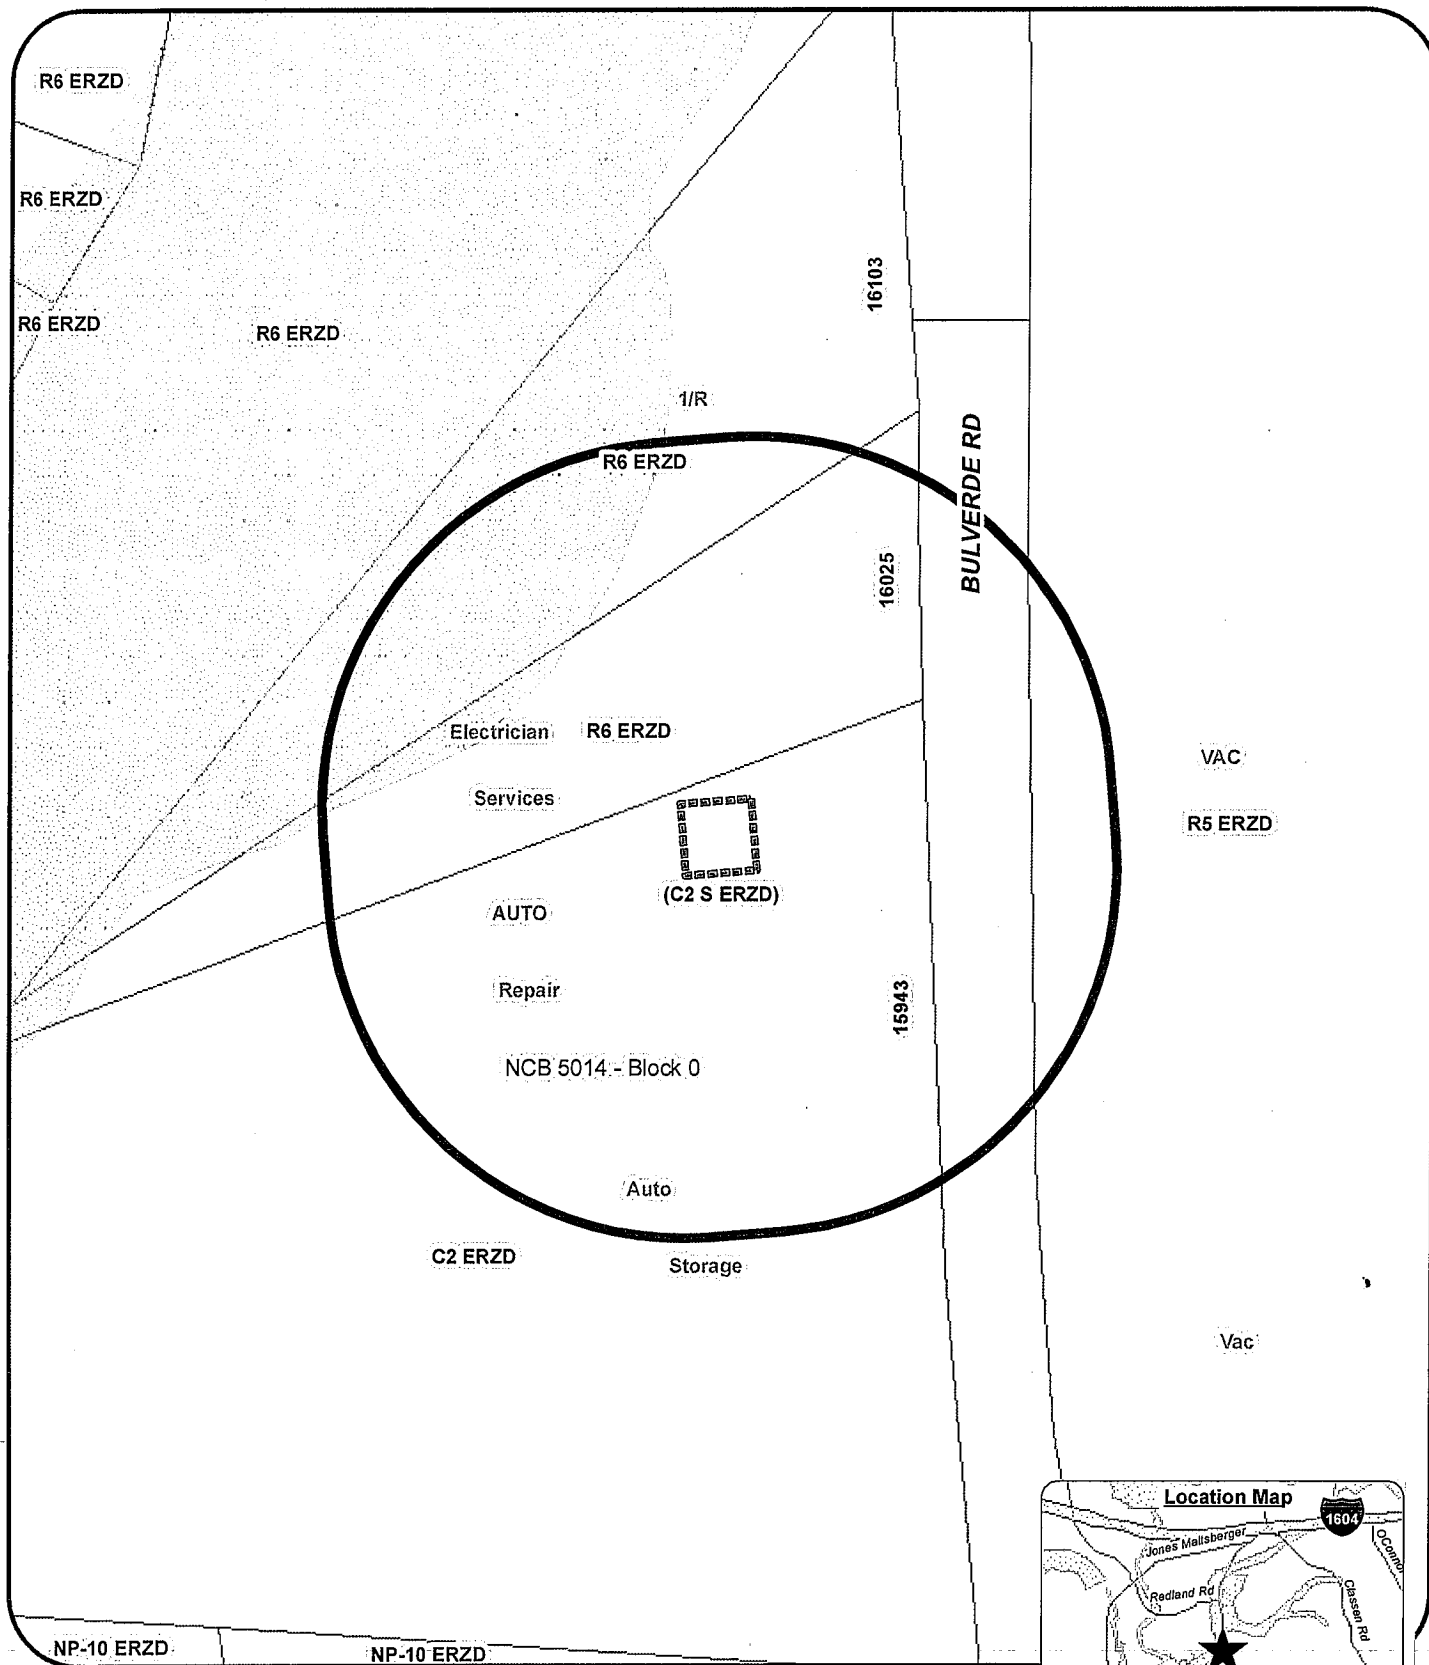 R6 ERZD
R6 ERZD
R6 ERZD
R6 ERZD
16103
1/R
BULVERDE RD
R6 ERZD
16025
Electrician
R6 ERZD
VAC
Services
R5 ERZD
(C2 S ERZD)
AUTO
Repair
15943
NCB 5014 - Block 0
Auto
C2 ERZD
Storage
Vac
Location Map
1604
Jones Maltsberger
OConnor
Redland Rd
Classen Rd
NP-10 ERZD
NP-10 ERZD